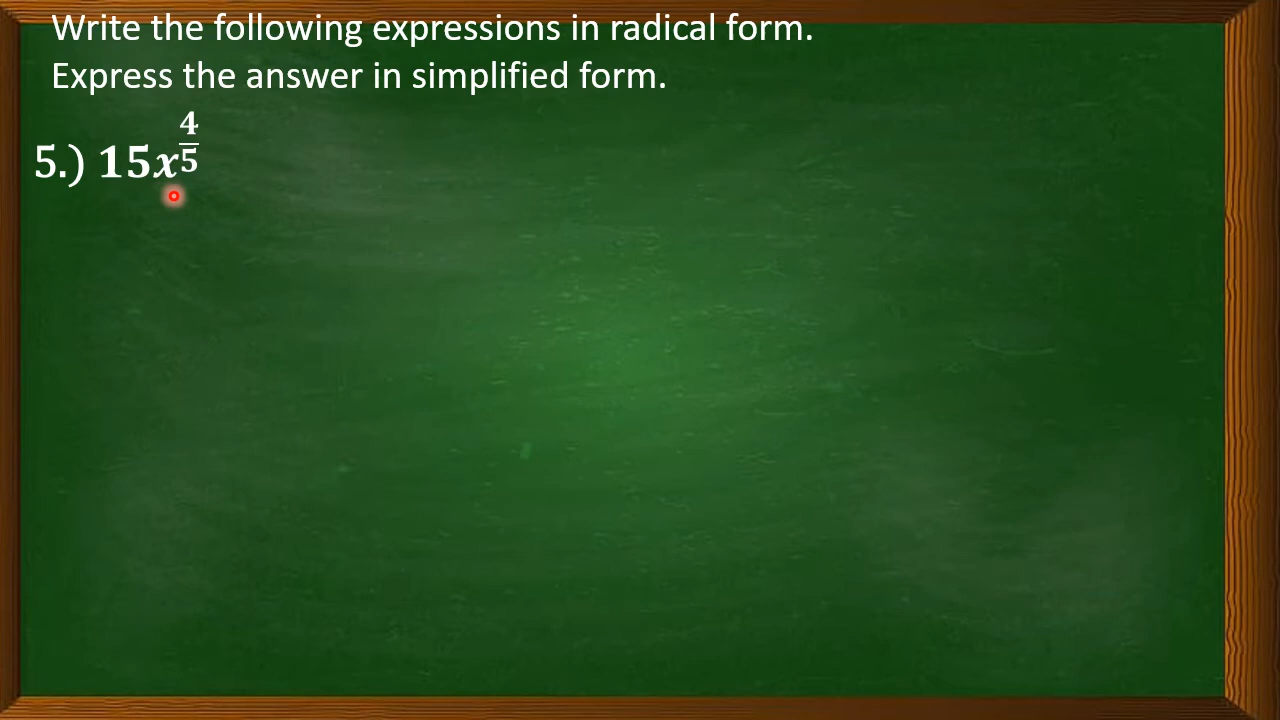 Write the following expressions in radical form.
Express the answer in simplified form.
5.) 15x^{4/5}